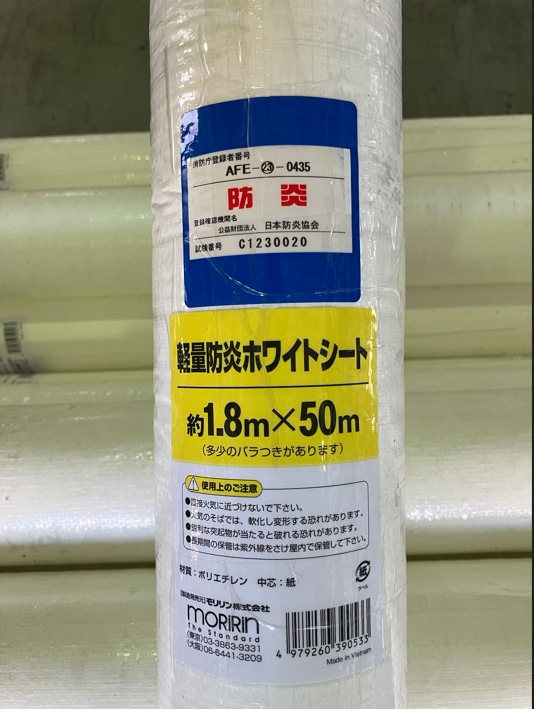 消防庁登録者番号
AFE-㉓-0435
防炎
登録確認機関名
公益財団法人 日本防炎協会
試験番号 C1230020
軽量防炎ホワイトシート
約1.8m×50m
(多少のバラつきがあります)
使用上のご注意
●直接火気に近づけないで下さい。
●火気のそばでは、軟化し変形する恐れがあります。
●鋭利な突起物が当たると破れる恐れがあります。
●長期間の保管は紫外線をさけ屋内で保管して下さい。
材質:ポリエチレン 中芯:紙
紙
ラベル
【製造発売元】モリリン株式会社
MORIRIN
The Standard
(東京)03-3863-9331
(大阪)06-6441-3209
4 979260 390533
Made in Vietnam